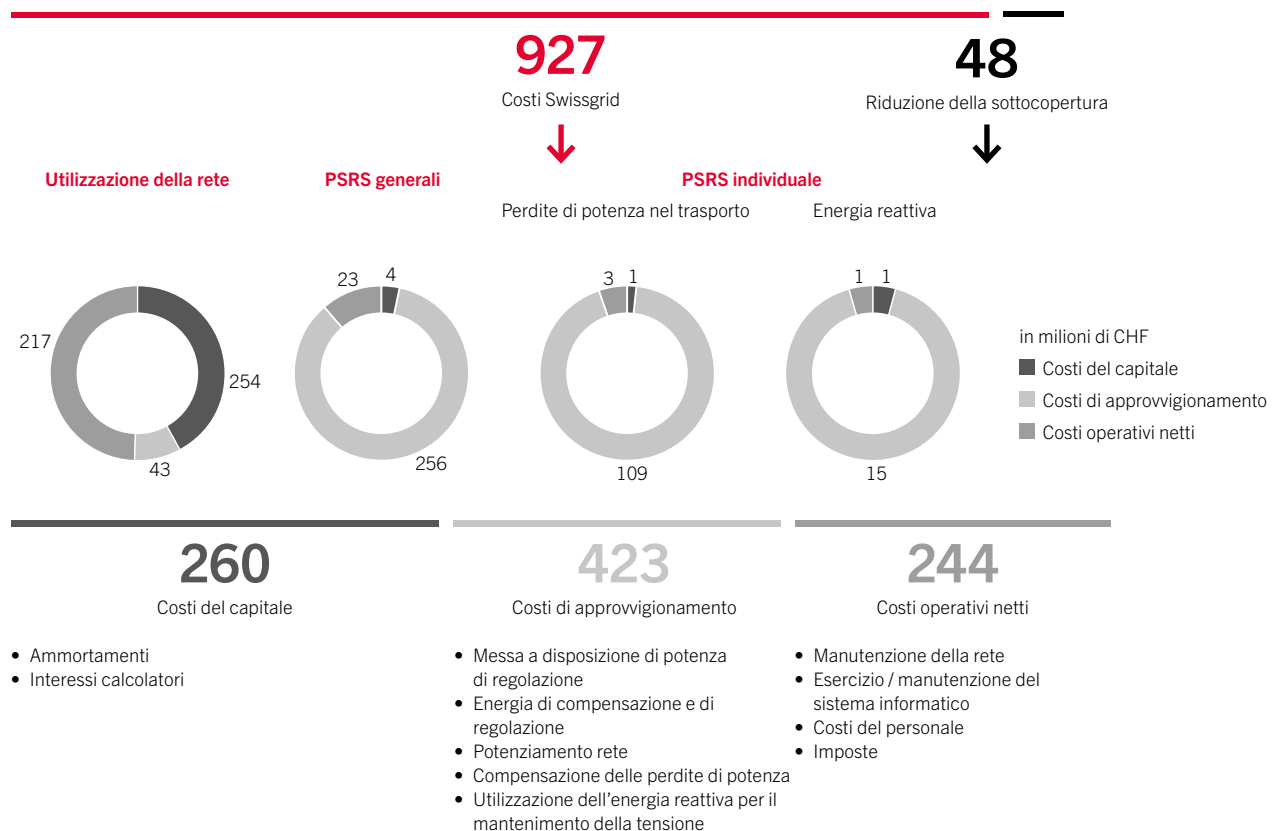 927
Costi Swissgrid
48
Riduzione della sottocopertura
Utilizzazione della rete
PSRS generali
PSRS individuale
Perdite di potenza nel trasporto
Energia reattiva
217
254
43
23
4
256
3
1
109
1
1
15
in milioni di CHF
Costi del capitale
Costi di approvvigionamento
Costi operativi netti
260
Costi del capitale
• Ammortamenti
• Interessi calcolatori
423
Costi di approvvigionamento
• Messa a disposizione di potenza
di regolazione
• Energia di compensazione e di
regolazione
• Potenziamento rete
• Compensazione delle perdite di potenza
• Utilizzazione dell’energia reattiva per il
mantenimento della tensione
244
Costi operativi netti
• Manutenzione della rete
• Esercizio / manutenzione del
sistema informatico
• Costi del personale
• Imposte